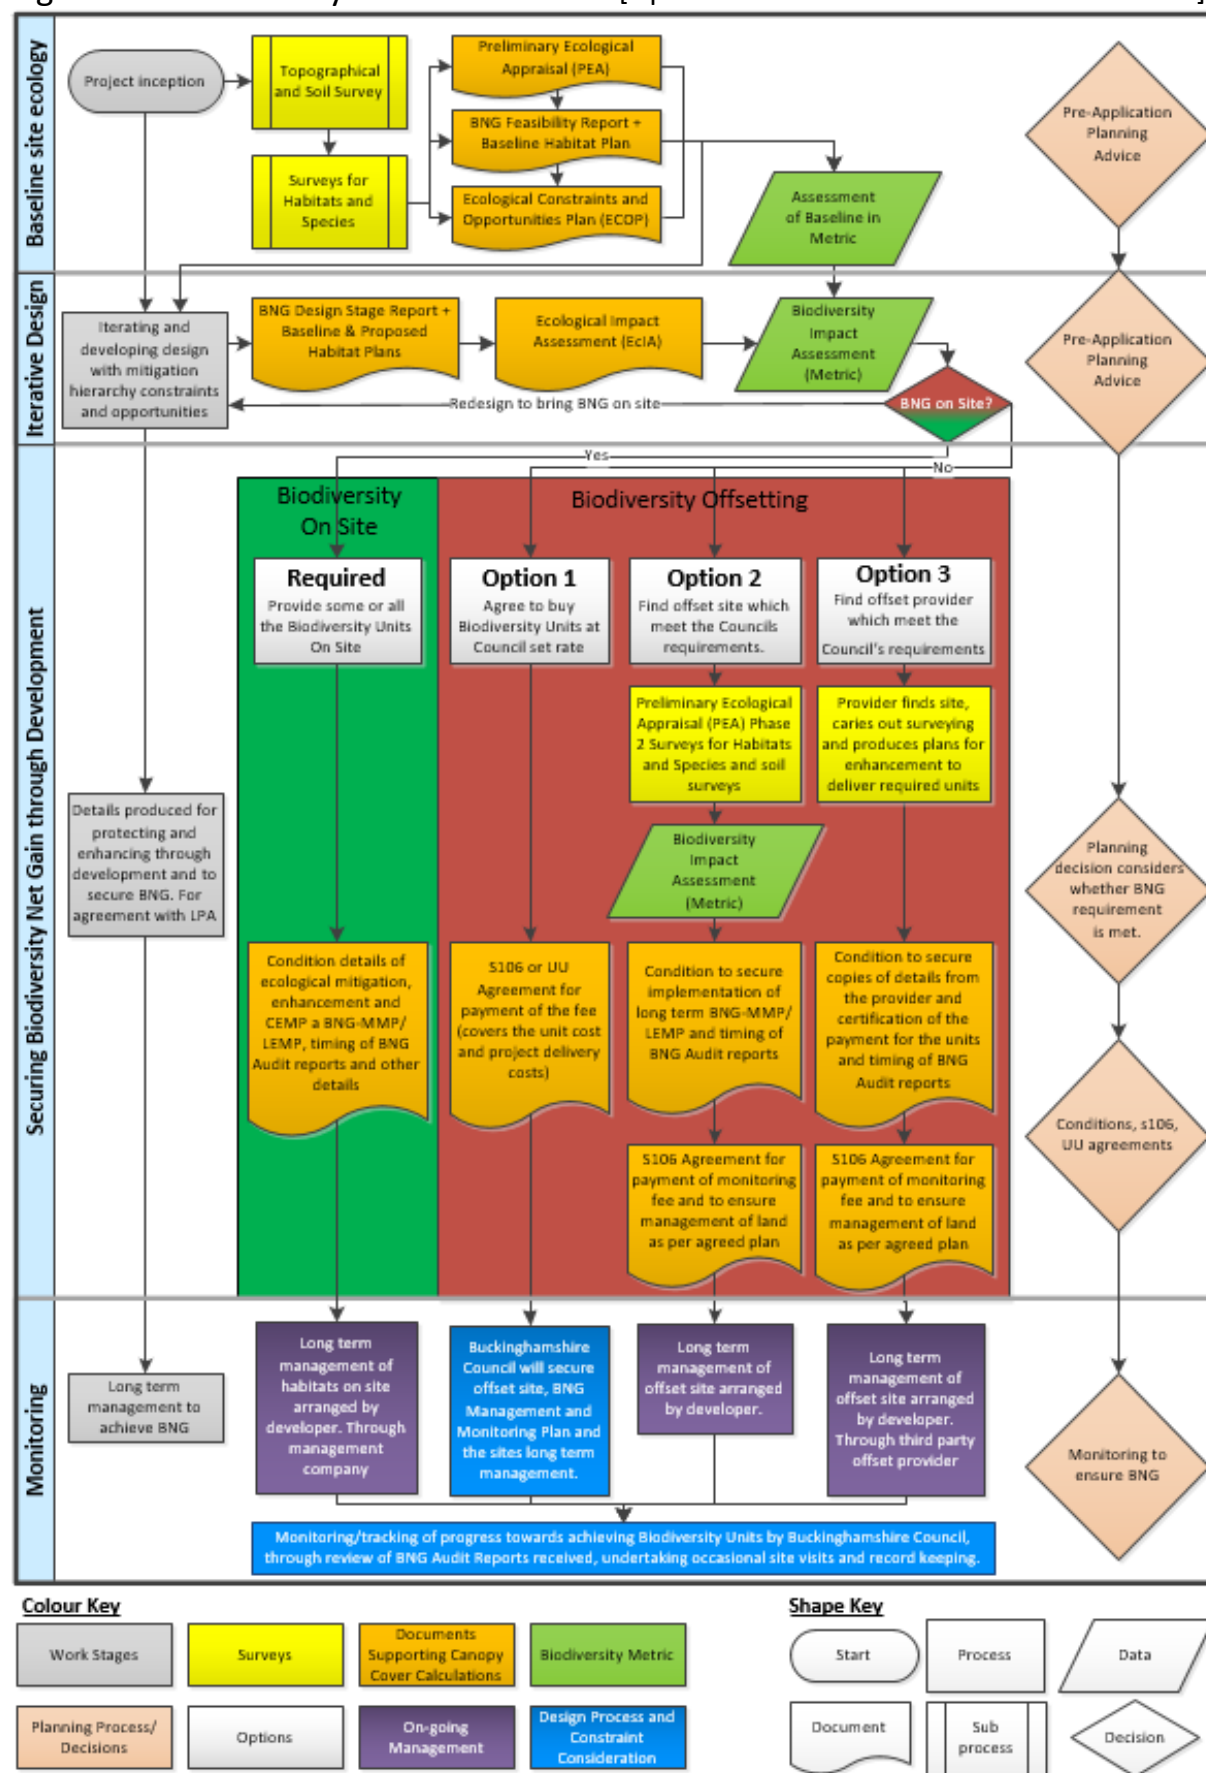 Baseline site ecology
Project inception
Topographical
and Soil Survey
Surveys for
Habitats and
Species
Preliminary Ecological
Appraisal (PEA)
BNG Feasibility Report +
Baseline Habitat Plan
Ecological Constraints and
Opportunities Plan (ECOP)
Assessment
of Baseline in
Metric
Pre-Application
Planning
Advice
Iterative Design
Iterating and
developing design
with mitigation
hierarchy constraints
and opportunities
BNG Design Stage Report +
Baseline & Proposed
Habitat Plans
Ecological Impact
Assessment (EcIA)
Biodiversity
Impact
Assessment
(Metric)
BNG on Site?
Redesign to bring BNG on site
Pre-Application
Planning
Advice
Yes
No
Securing Biodiversity Net Gain through Development
Biodiversity
On Site
Biodiversity Offsetting
Required
Provide some or all
the Biodiversity Units
On Site
Option 1
Agree to buy
Biodiversity Units at
Council set rate
Option 2
Find offset site which
meet the Councils
requirements.
Option 3
Find offset provider
which meet the
Council's requirements
Preliminary Ecological
Appraisal (PEA) Phase
2 Surveys for Habitats
and Species and soil
surveys
Provider finds site,
caries out surveying
and produces plans for
enhancement to
deliver required units
Details produced for
protecting and
enhancing through
development and to
secure BNG. For
agreement with LPA
Biodiversity
Impact
Assessment
(Metric)
Planning
decision considers
whether BNG
requirement
is met.
Condition details of
ecological mitigation,
enhancement and
CEMP a BNG-MMP/
LEMP, timing of BNG
Audit reports and other
details
S106 or UU
Agreement for
payment of the fee
(covers the unit cost
and project delivery
costs)
Condition to secure
implementation of
long term BNG-MMP/
LEMP and timing of
BNG Audit reports
Condition to secure
copies of details from
the provider and
certification of the
payment for the units
and timing of BNG
Audit reports
Conditions, s106,
UU agreements
S106 Agreement for
payment of monitoring
fee and to ensure
management of land
as per agreed plan
S106 Agreement for
payment of monitoring
fee and to ensure
management of land
as per agreed plan
Monitoring
Long term
management to
achieve BNG
Long term
management of
habitats on site
arranged by
developer. Through
management
company
Buckinghamshire
Council will secure
offset site, BNG
Management and
Monitoring Plan and
the sites long term
management.
Long term
management of
offset site arranged
by developer.
Long term
management of
offset site arranged
by developer.
Through third party
offset provider
Monitoring to
ensure BNG
Monitoring/tracking of progress towards achieving Biodiversity Units by Buckinghamshire Council,
through review of BNG Audit Reports received, undertaking occasional site visits and record keeping.
Colour Key
Work Stages
Surveys
Documents
Supporting Canopy
Cover Calculations
Biodiversity Metric
Planning Process/
Decisions
Options
On-going
Management
Design Process and
Constraint
Consideration
Shape Key
Start
Process
Data
Document
Sub
process
Decision